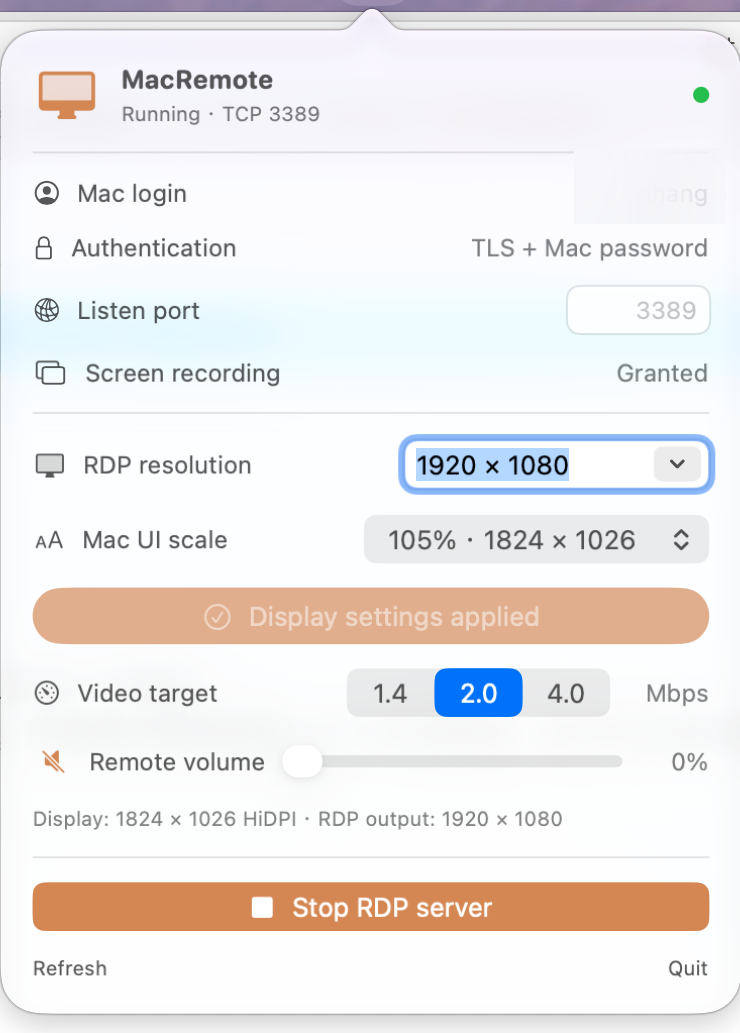 MacRemote
Running · TCP 3389
Mac login
Authentication TLS + Mac password
Listen port 3389
Screen recording Granted
RDP resolution 1920 × 1080
AA Mac UI scale 105% · 1824 × 1026
Display settings applied
Video target 1.4 2.0 4.0 Mbps
Remote volume 0%
Display: 1824 × 1026 HiDPI · RDP output: 1920 × 1080
Stop RDP server
Refresh Quit